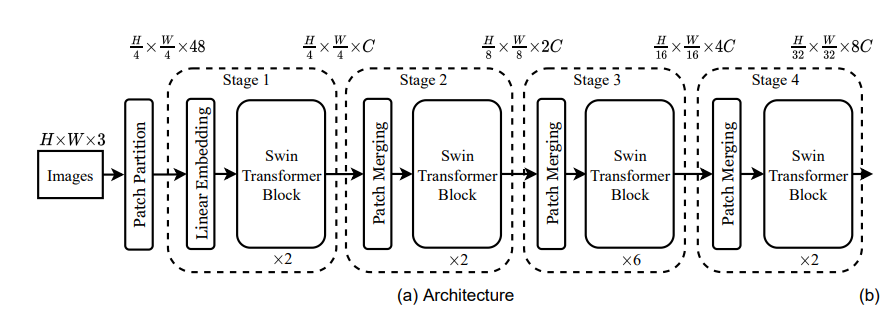 H/4 × W/4 × 48
H/4 × W/4 × C
H/8 × W/8 × 2C
H/16 × W/16 × 4C
H/32 × W/32 × 8C
Stage 1
Stage 2
Stage 3
Stage 4
H×W×3
Images
Patch Partition
Linear Embedding
Swin
Transformer
Block
×2
Patch Merging
Swin
Transformer
Block
×2
Patch Merging
Swin
Transformer
Block
×6
Patch Merging
Swin
Transformer
Block
×2
(a) Architecture
(b)